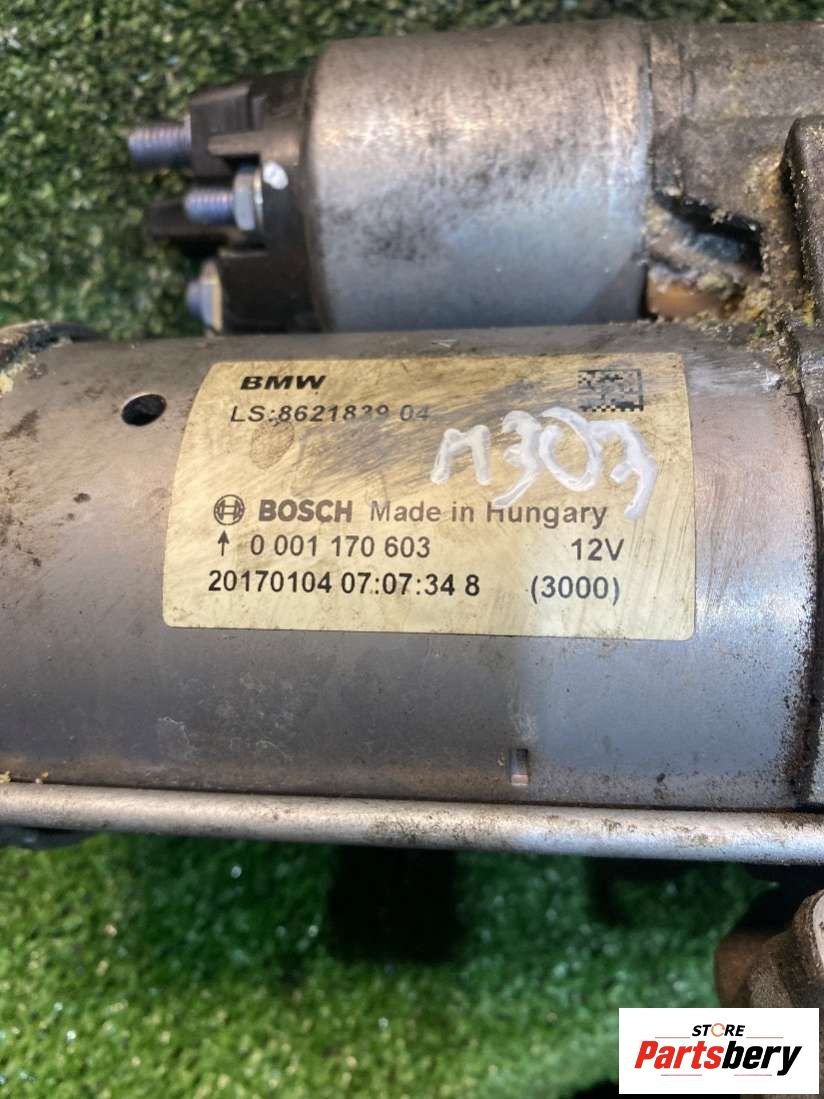 BMW
LS:8621839 04
M307
BOSCH Made in Hungary
0 001 170 603 12V
20170104 07:07:34 8 (3000)
STORE
Partsbery